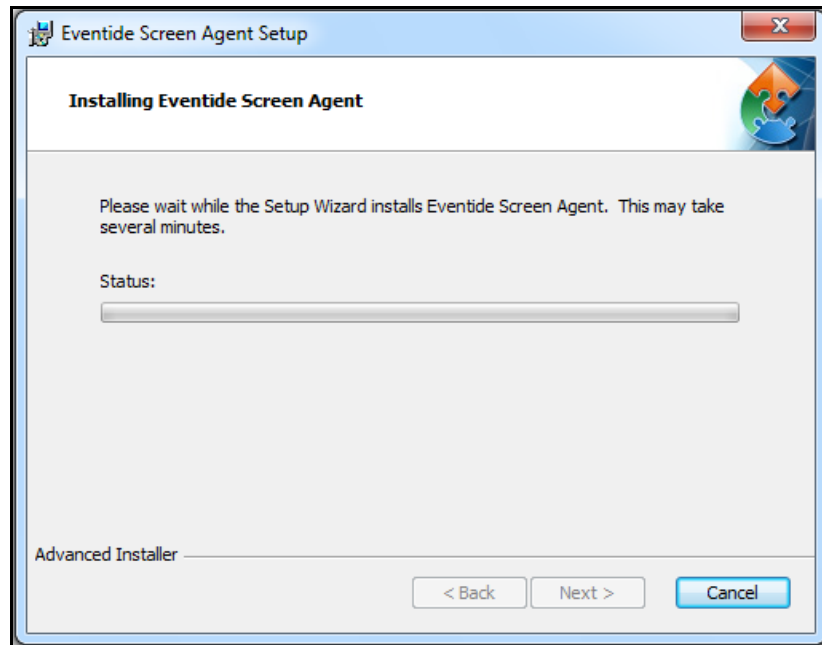 Eventide Screen Agent Setup
Installing Eventide Screen Agent
Please wait while the Setup Wizard installs Eventide Screen Agent. This may take
several minutes.
Status:
Advanced Installer
< Back Next > Cancel